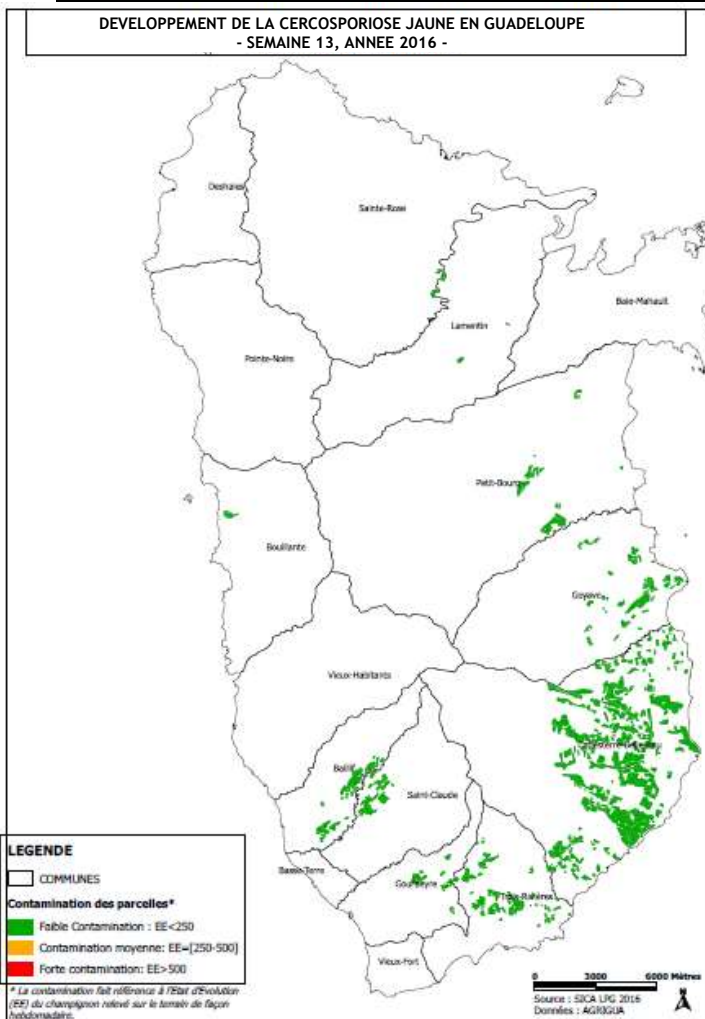 DEVELOPPEMENT DE LA CERCOSPORIOSE JAUNE EN GUADELOUPE
- SEMAINE 13, ANNEE 2016 -
Deshaies
Sainte-Rose
Baie-Mahault
Lamentin
Pointe-Noire
Petit-Bourg
Bouillante
Goyave
Vieux-Habitants
Baillif
Saint-Claude
Basse-Terre
Gourbeyre
Trois-Rivières
Vieux-Fort
LEGENDE
COMMUNES
Contamination des parcelles*
Faible Contamination : EE<250
Contamination moyenne: EE=[250-500]
Forte contamination: EE>500
* La contamination fait référence à l'Etat d'Evolution
(EE) du champignon relevé sur le terrain de façon
hebdomadaire.
0 3000 6000 Mètres
Source : SICA LPG 2016
Données : AGRIGUA